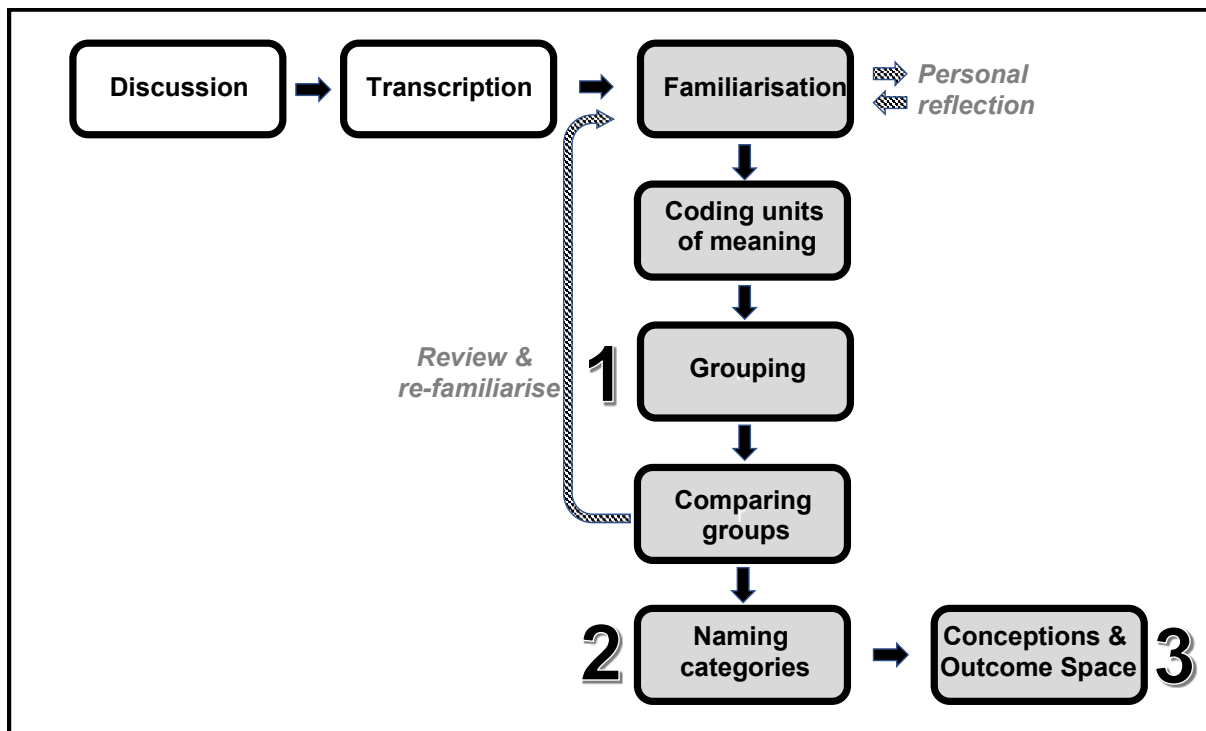 Discussion
Transcription
Familiarisation
Personal
reflection
Coding units
of meaning
Review &
re-familiarise
1
Grouping
Comparing
groups
2
Naming
categories
Conceptions &
Outcome Space
3